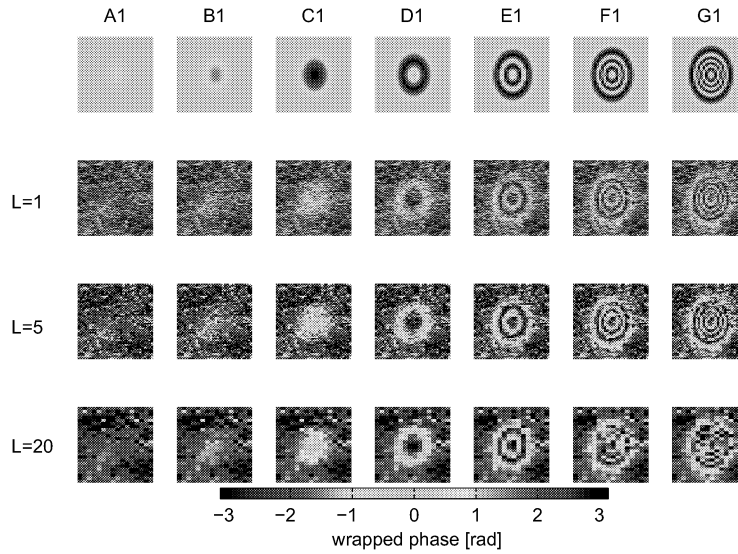 A1 B1 C1 D1 E1 F1 G1
L=1
L=5
L=20
−3 −2 −1 0 1 2 3
wrapped phase [rad]